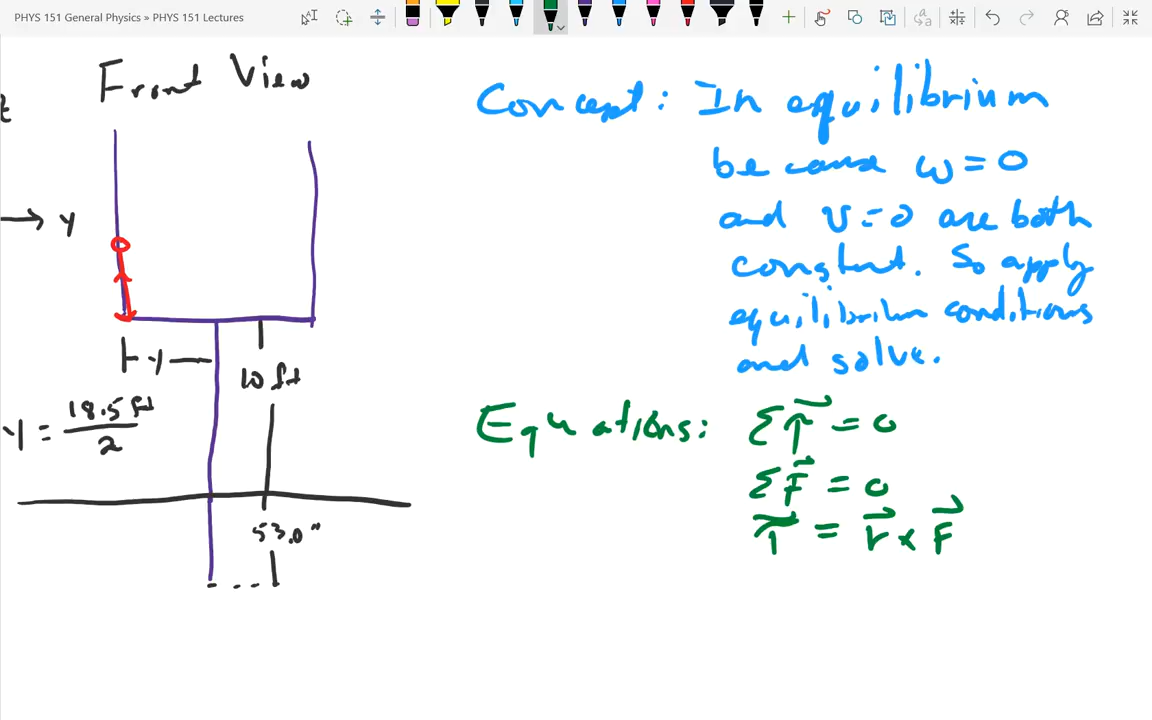 PHYS 151 General Physics » PHYS 151 Lectures
Front View
t
y
y
10 ft
y = 18.5 ft / 2
53.0"
Concept: In equilibrium
because ω = 0
and v = 0 are both
constant. So apply
equilibrium conditions
and solve.
Equations: Στ⃗ = 0
ΣF⃗ = 0
τ⃗ = r⃗ × F⃗